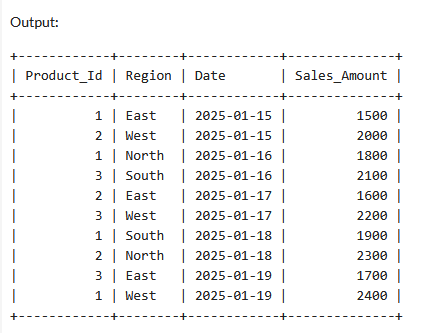 Output:
+------------+--------+------------+--------------+
| Product_Id | Region | Date       | Sales_Amount |
+------------+--------+------------+--------------+
|          1 | East   | 2025-01-15 |         1500 |
|          2 | West   | 2025-01-15 |         2000 |
|          1 | North  | 2025-01-16 |         1800 |
|          3 | South  | 2025-01-16 |         2100 |
|          2 | East   | 2025-01-17 |         1600 |
|          3 | West   | 2025-01-17 |         2200 |
|          1 | South  | 2025-01-18 |         1900 |
|          2 | North  | 2025-01-18 |         2300 |
|          3 | East   | 2025-01-19 |         1700 |
|          1 | West   | 2025-01-19 |         2400 |
+------------+--------+------------+--------------+